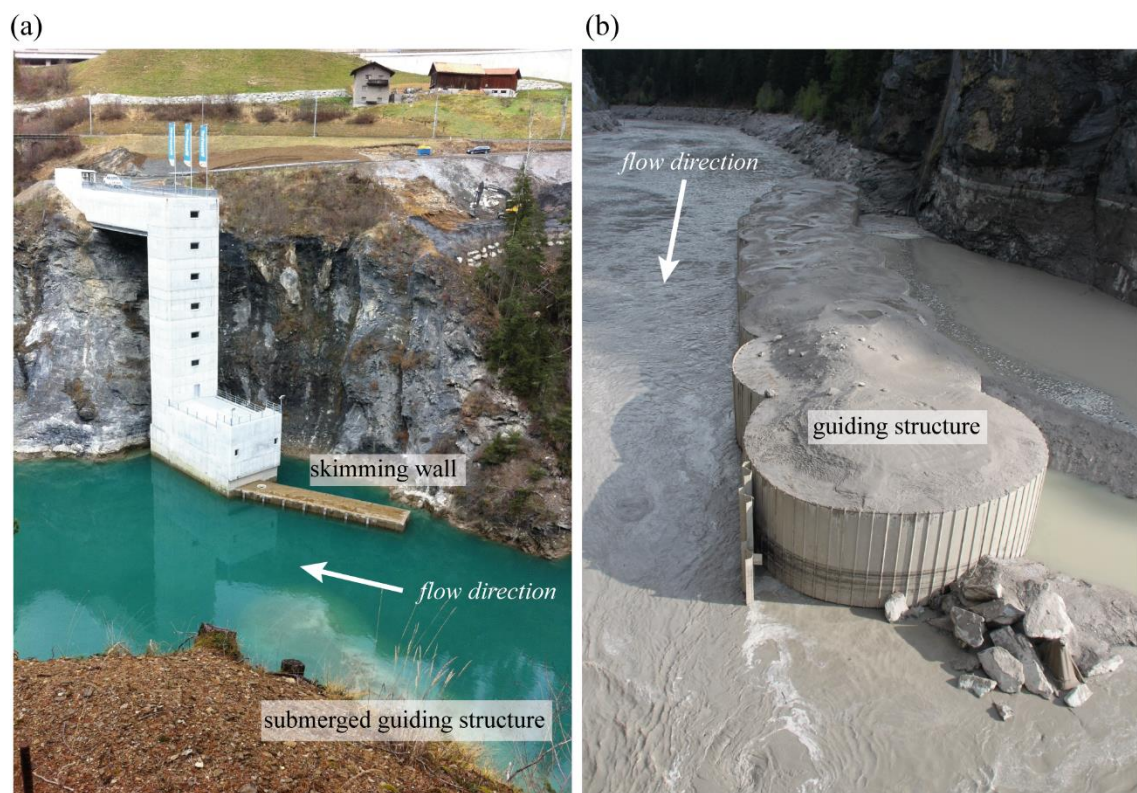 (a)
skimming wall
flow direction
submerged guiding structure
(b)
flow direction
guiding structure